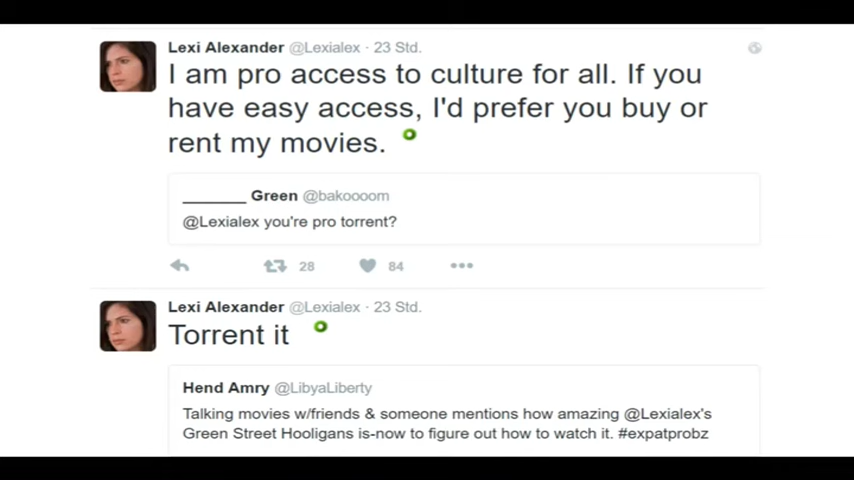 Lexi Alexander @Lexialex · 23 Std.
I am pro access to culture for all. If you
have easy access, I'd prefer you buy or
rent my movies.
_______ Green @bakoooom
@Lexialex you're pro torrent?
28 84
Lexi Alexander @Lexialex · 23 Std.
Torrent it
Hend Amry @LibyaLiberty
Talking movies w/friends & someone mentions how amazing @Lexialex's
Green Street Hooligans is-now to figure out how to watch it. #expatprobz